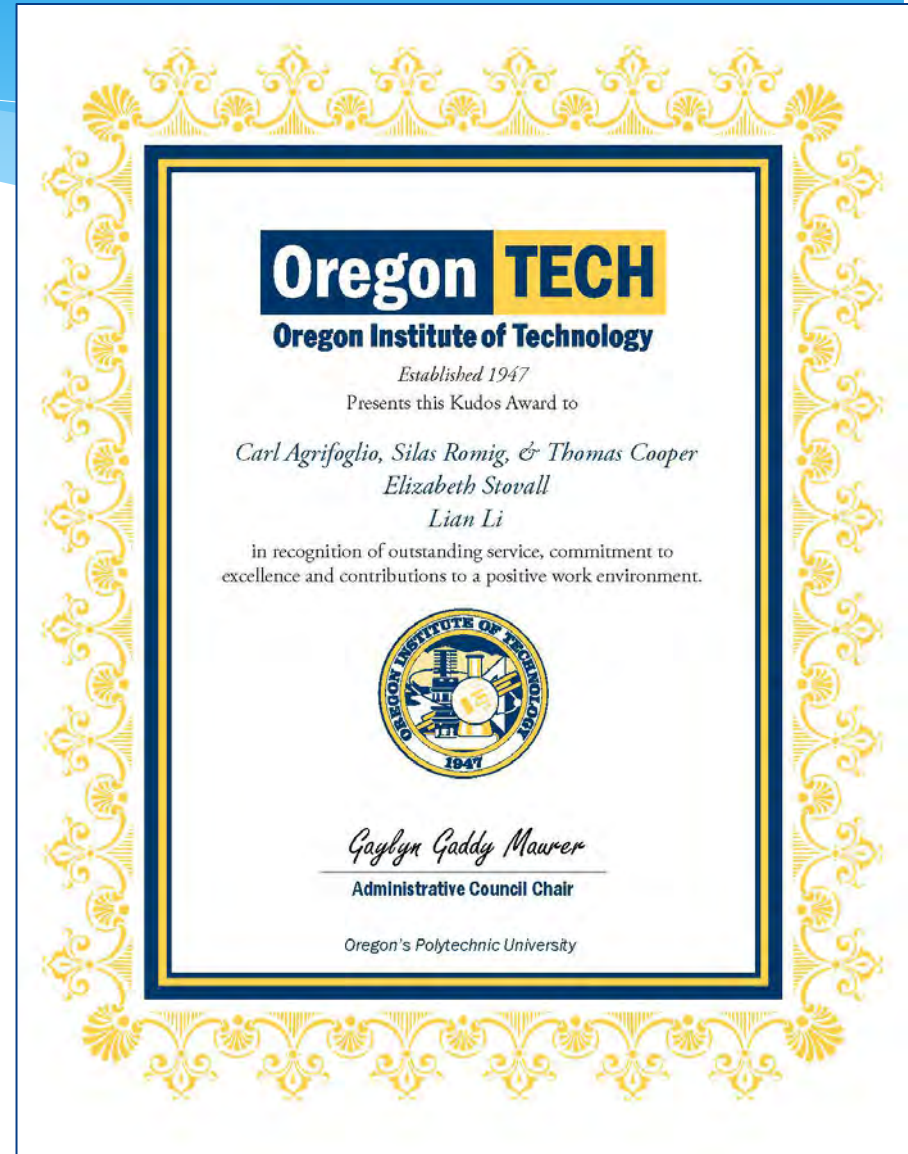 Oregon TECH
Oregon Institute of Technology
Established 1947
Presents this Kudos Award to
Carl Agrifoglio, Silas Romig, & Thomas Cooper
Elizabeth Stovall
Lian Li
in recognition of outstanding service, commitment to
excellence and contributions to a positive work environment.
OREGON INSTITUTE OF TECHNOLOGY
1947
Gaylyn Gaddy Maurer
Administrative Council Chair
Oregon's Polytechnic University